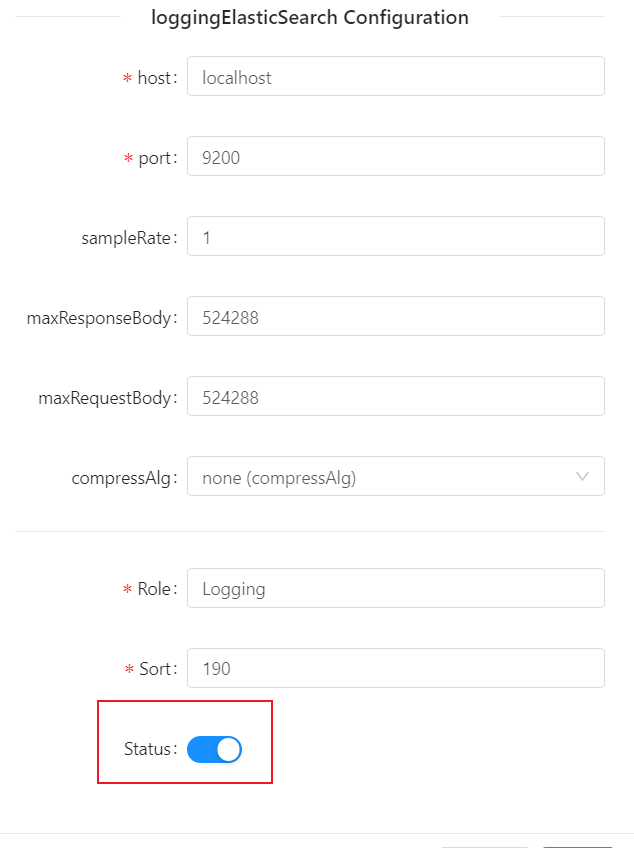 loggingElasticSearch Configuration
* host: localhost
* port: 9200
sampleRate: 1
maxResponseBody: 524288
maxRequestBody: 524288
compressAlg: none (compressAlg)
* Role: Logging
* Sort: 190
Status: